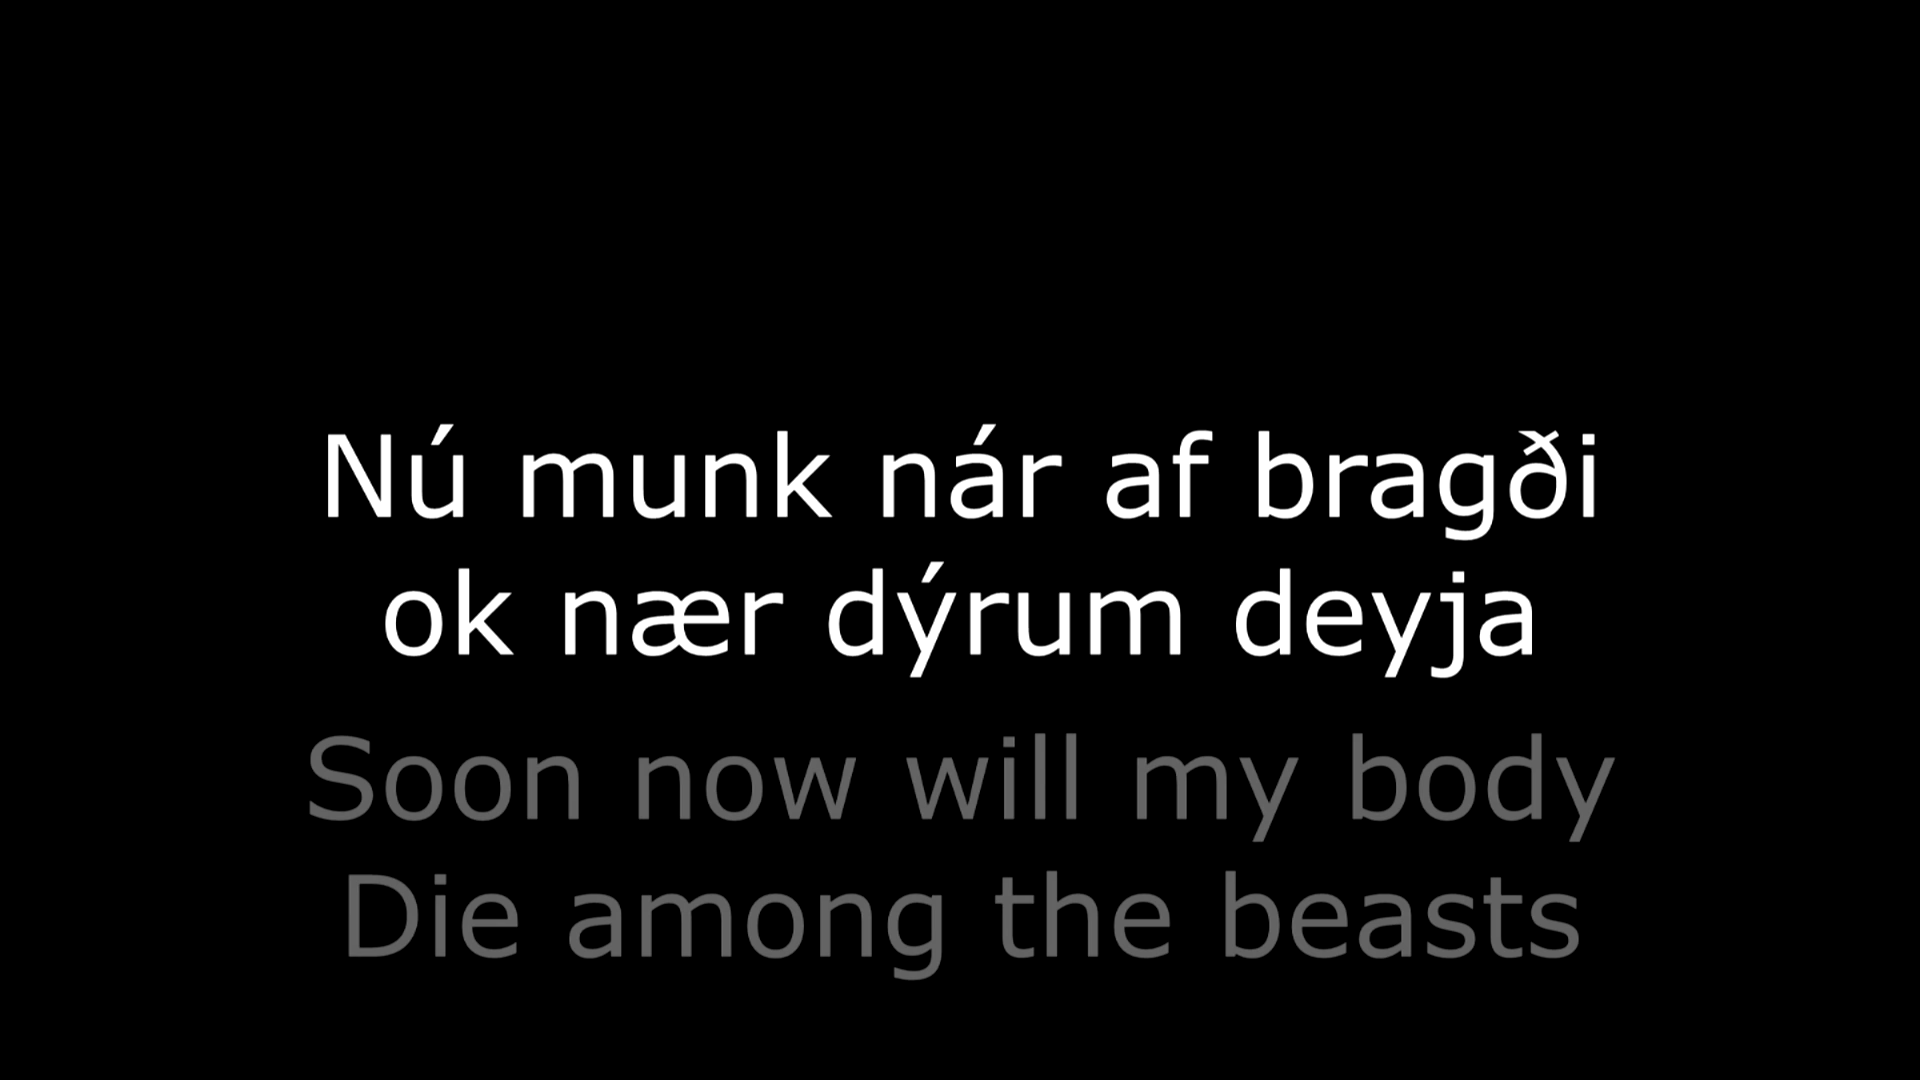 Nú munk nár af bragði
ok nær dýrum deyja
Soon now will my body
Die among the beasts